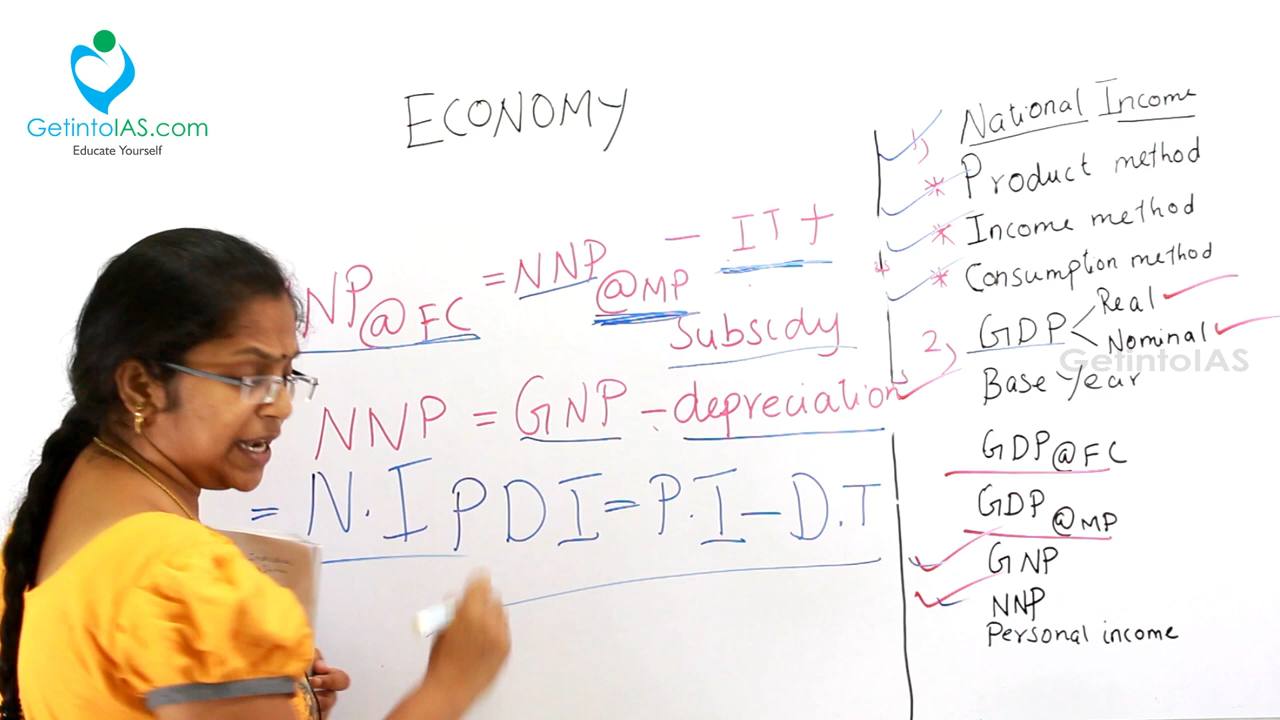 GetintoIAS.com
Educate Yourself
ECONOMY
NP@FC = NNP@MP - IT +
Subsidy
NNP = GNP - depreciation
= N.I PDI = P.I - D.T
1) National Income
* Product method
* Income method
* Consumption method
2) GDP < Real
Nominal
GetintoIAS
Base Year
GDP@FC
GDP@MP
GNP
NNP
Personal income